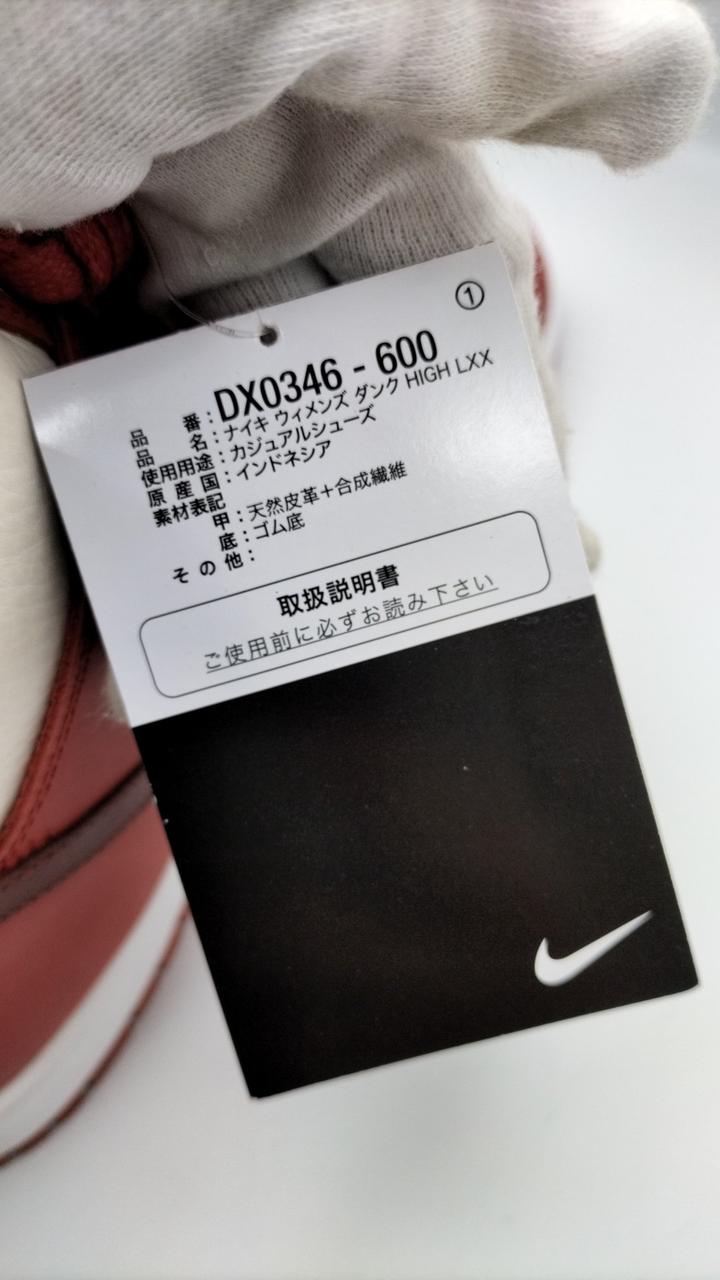 ①
品番：DX0346 - 600
品名：ナイキ ウィメンズ ダンク HIGH LXX
使用用途：カジュアルシューズ
原産国：インドネシア
素材表記
甲：天然皮革＋合成繊維
底：ゴム底
その他：
取扱説明書
ご使用前に必ずお読み下さい